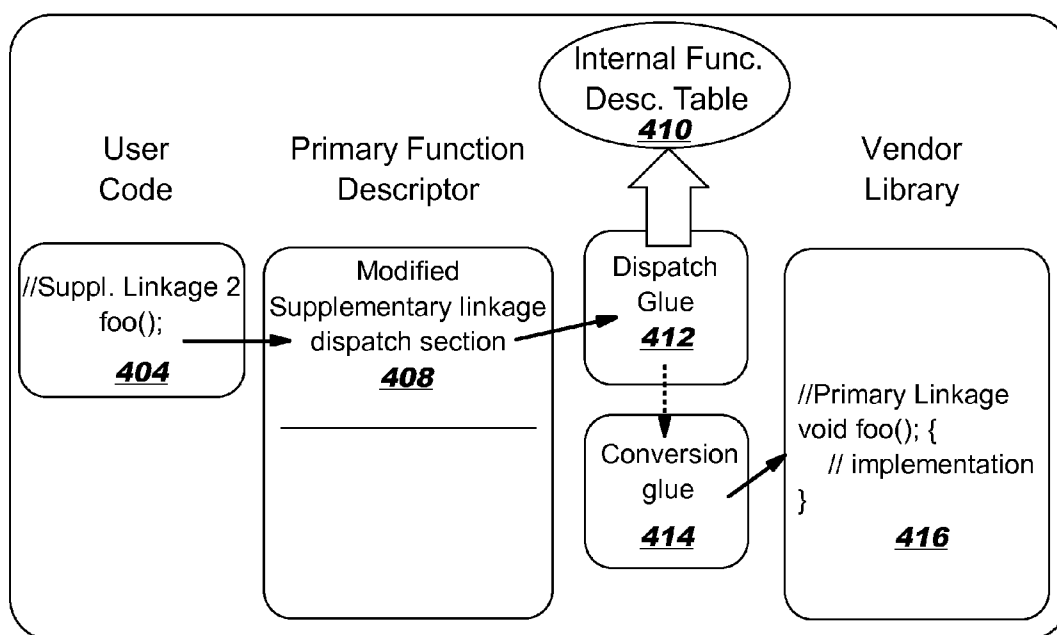 Internal Func.
Desc. Table
410
User
Code
Primary Function
Descriptor
Vendor
Library
//Suppl. Linkage 2
foo();
404
Modified
Supplementary linkage
dispatch section
408
Dispatch
Glue
412
Conversion
glue
414
//Primary Linkage
void foo(); {
// implementation
}
416